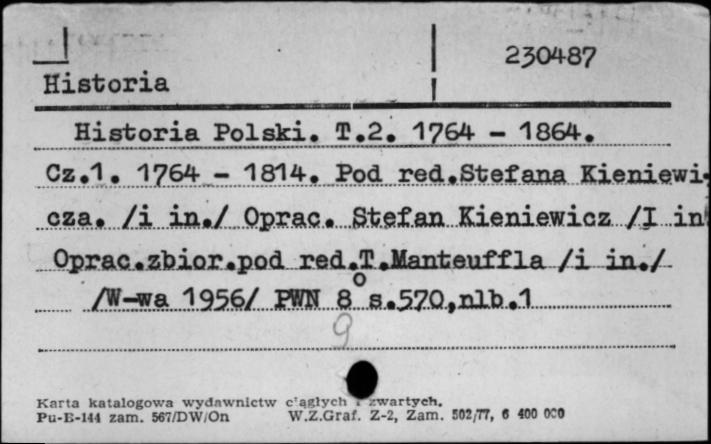 230487
Historia
Historia Polski. T.2. 1764 - 1864.
Cz.1. 1764 - 1814. Pod red.Stefana Kieniewi-
cza. /i in./ Oprac. Stefan Kieniewicz /I in
Oprac.zbior.pod red.T.Manteuffla /i in./
/W-wa 1956/ PWN 8° s.570,nlb.1
9
Karta katalogowa wydawnictw ciągłych i zwartych.
Pu-E-144 zam. 567/DW/On W.Z.Graf. Z-2, Zam. 502/77, 6 400 000